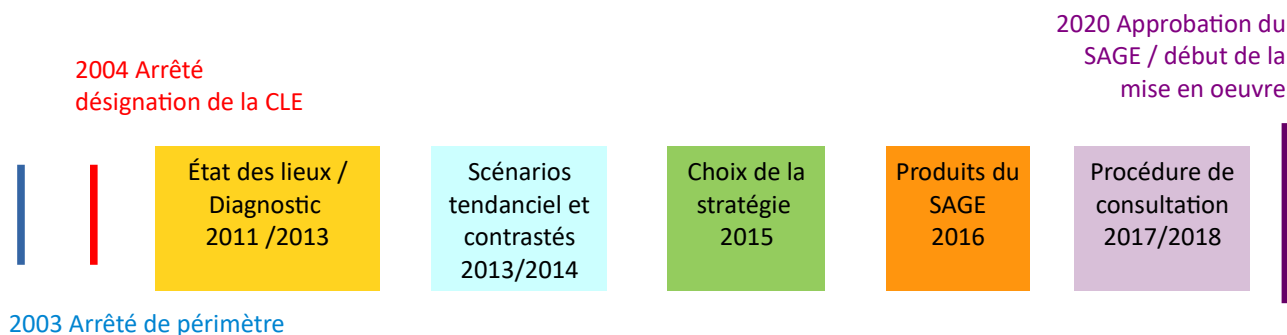 2020 Approbation du
SAGE / début de la
mise en oeuvre
2004 Arrêté
désignation de la CLE
État des lieux /
Diagnostic
2011 /2013
Scénarios
tendanciel et
contrastés
2013/2014
Choix de la
stratégie
2015
Produits du
SAGE
2016
Procédure de
consultation
2017/2018
2003 Arrêté de périmètre